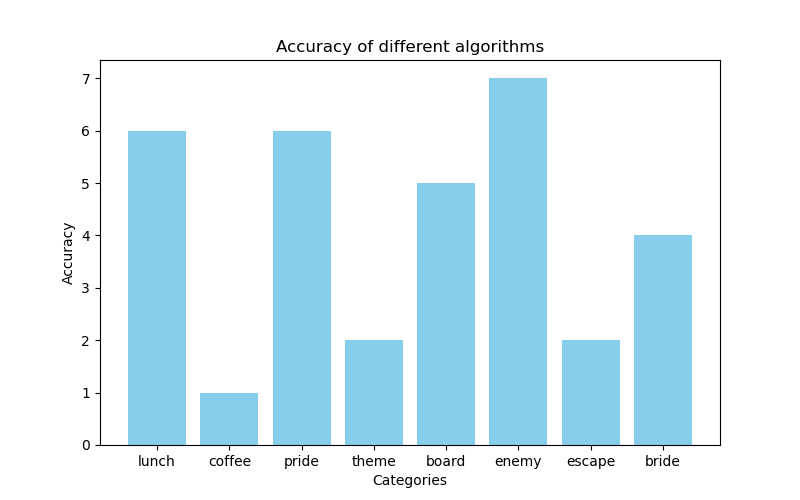 Accuracy of different algorithms
Accuracy
7
6
5
4
3
2
1
0
lunch coffee pride theme board enemy escape bride
Categories